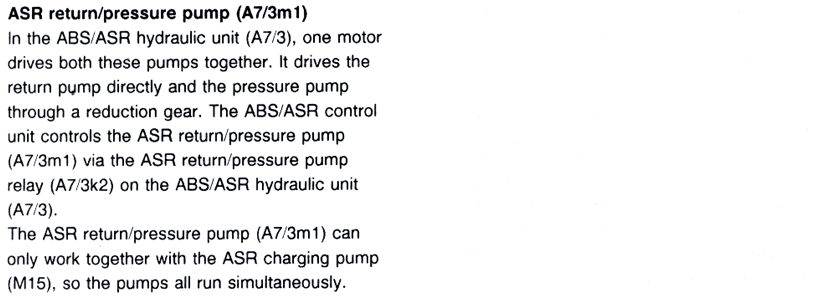 ASR return/pressure pump (A7/3m1)
In the ABS/ASR hydraulic unit (A7/3), one motor
drives both these pumps together. It drives the
return pump directly and the pressure pump
through a reduction gear. The ABS/ASR control
unit controls the ASR return/pressure pump
(A7/3m1) via the ASR return/pressure pump
relay (A7/3k2) on the ABS/ASR hydraulic unit
(A7/3).
The ASR return/pressure pump (A7/3m1) can
only work together with the ASR charging pump
(M15), so the pumps all run simultaneously.